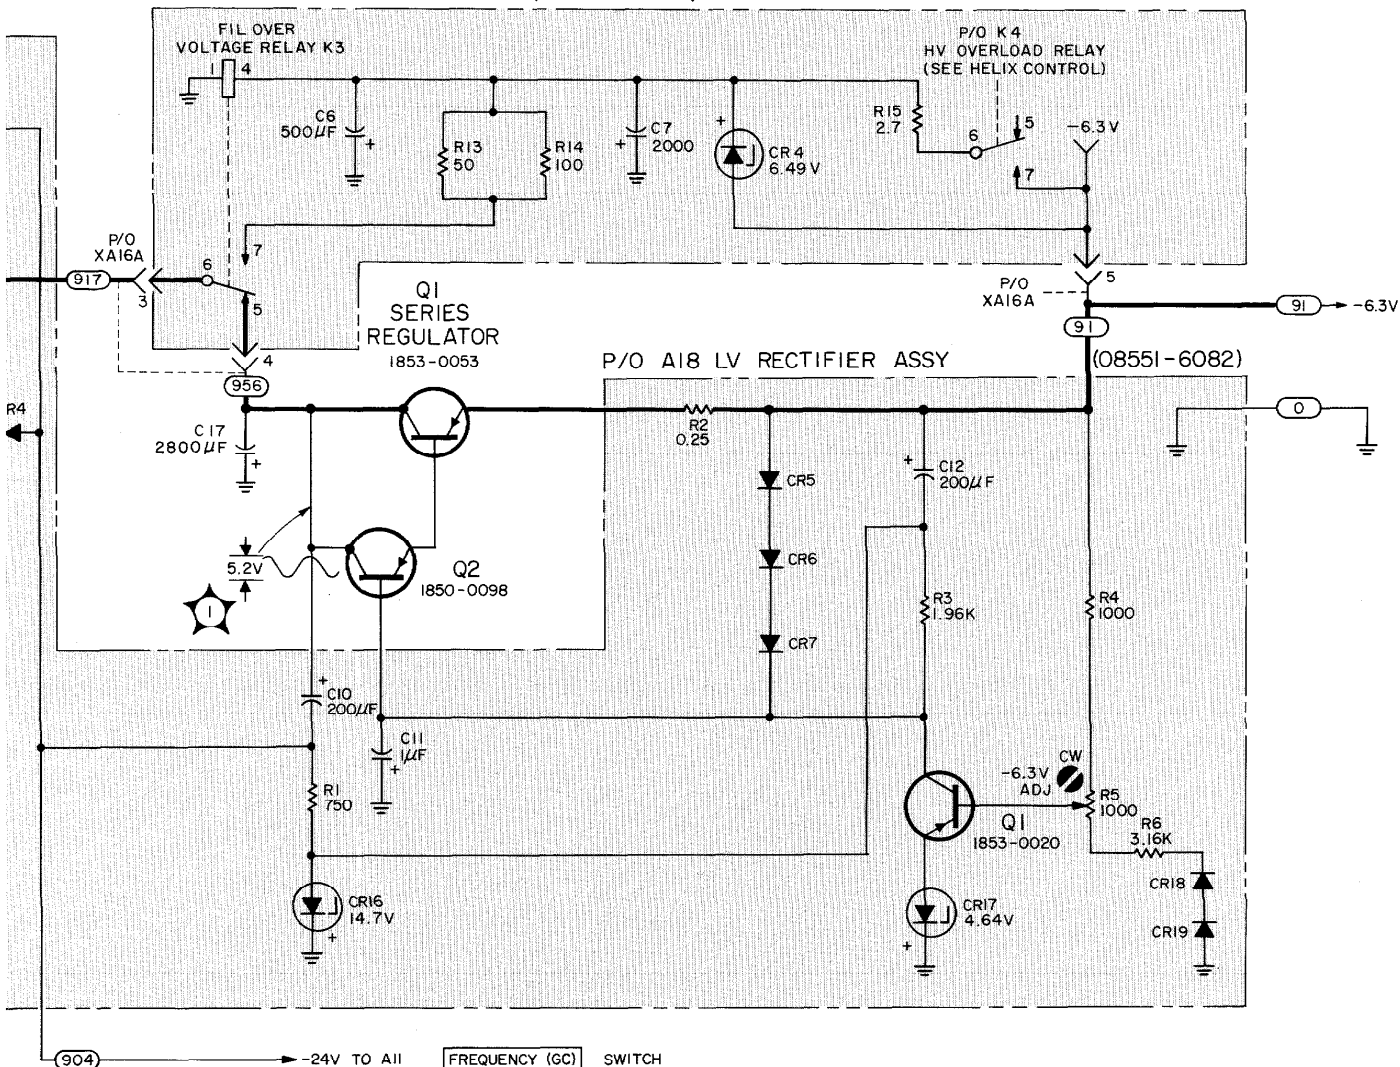 FIL OVER
VOLTAGE RELAY K3
1
4
P/O K4
HV OVERLOAD RELAY
(SEE HELIX CONTROL)
C6
500µF
+
R13
50
R14
100
+
C7
2000
+
CR4
6.49V
R15
2.7
6
5
7
-6.3V
P/O
XA16A
917
3
6
7
5
4
956
Q1
SERIES
REGULATOR
1853-0053
P/O
XA16A
5
91
91
-6.3V
P/O A18 LV RECTIFIER ASSY
(08551-6082)
0
R4
C17
2800µF
+
R2
0.25
CR5
CR6
CR7
+
C12
200µF
5.2V
1
Q2
1850-0098
R3
1.96K
R4
1000
+
C10
200µF
C11
1µF
+
R1
750
-6.3V
ADJ
CW
R5
1000
Q1
1853-0020
R6
3.16K
CR16
14.7V
+
CR17
4.64V
+
CR18
CR19
904
-24V TO A11
FREQUENCY (GC)
SWITCH